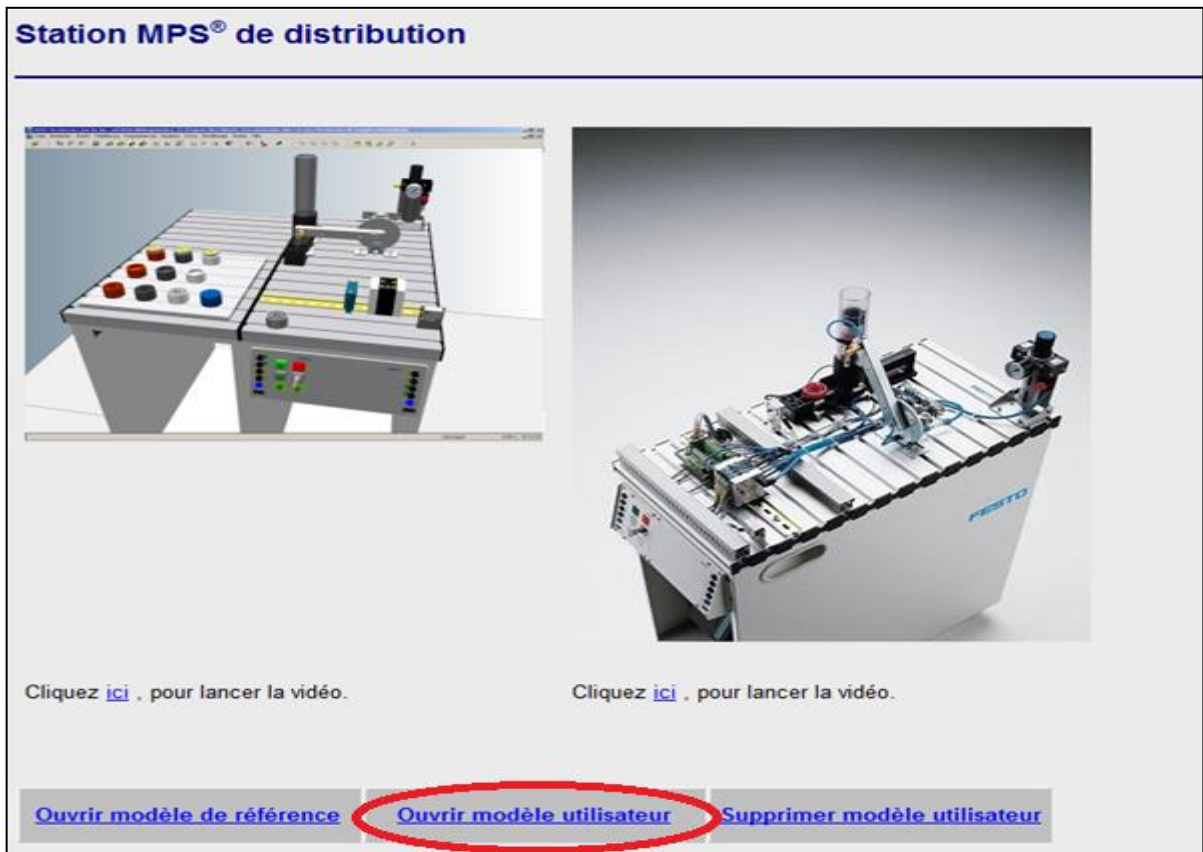 Station MPS® de distribution
FESTO
Cliquez ici , pour lancer la vidéo.
Cliquez ici , pour lancer la vidéo.
Ouvrir modèle de référence
Ouvrir modèle utilisateur
Supprimer modèle utilisateur